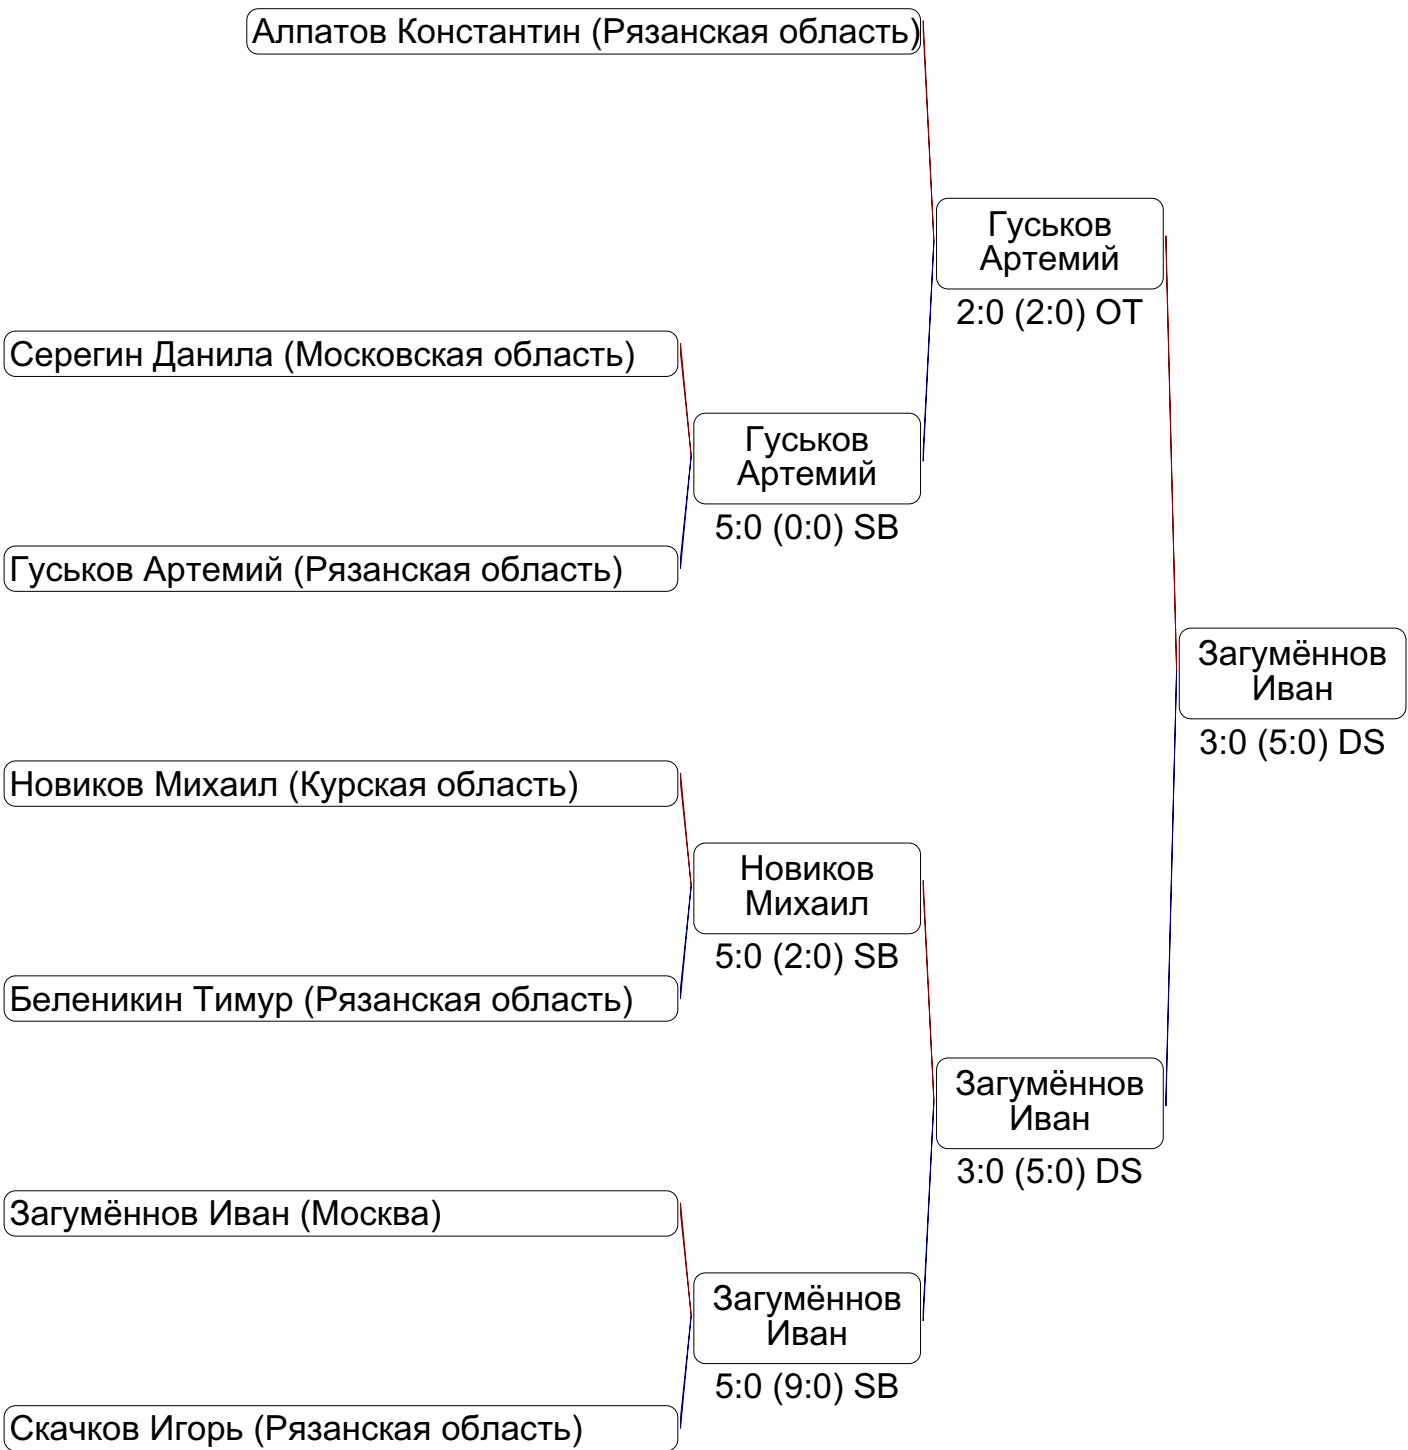 Алпатов Константин (Рязанская область)
Гуськов
Артемий
2:0 (2:0) OT
Серегин Данила (Московская область)
Гуськов
Артемий
5:0 (0:0) SB
Гуськов Артемий (Рязанская область)
Загумённов
Иван
3:0 (5:0) DS
Новиков Михаил (Курская область)
Новиков
Михаил
5:0 (2:0) SB
Беленикин Тимур (Рязанская область)
Загумённов
Иван
3:0 (5:0) DS
Загумённов Иван (Москва)
Загумённов
Иван
5:0 (9:0) SB
Скачков Игорь (Рязанская область)